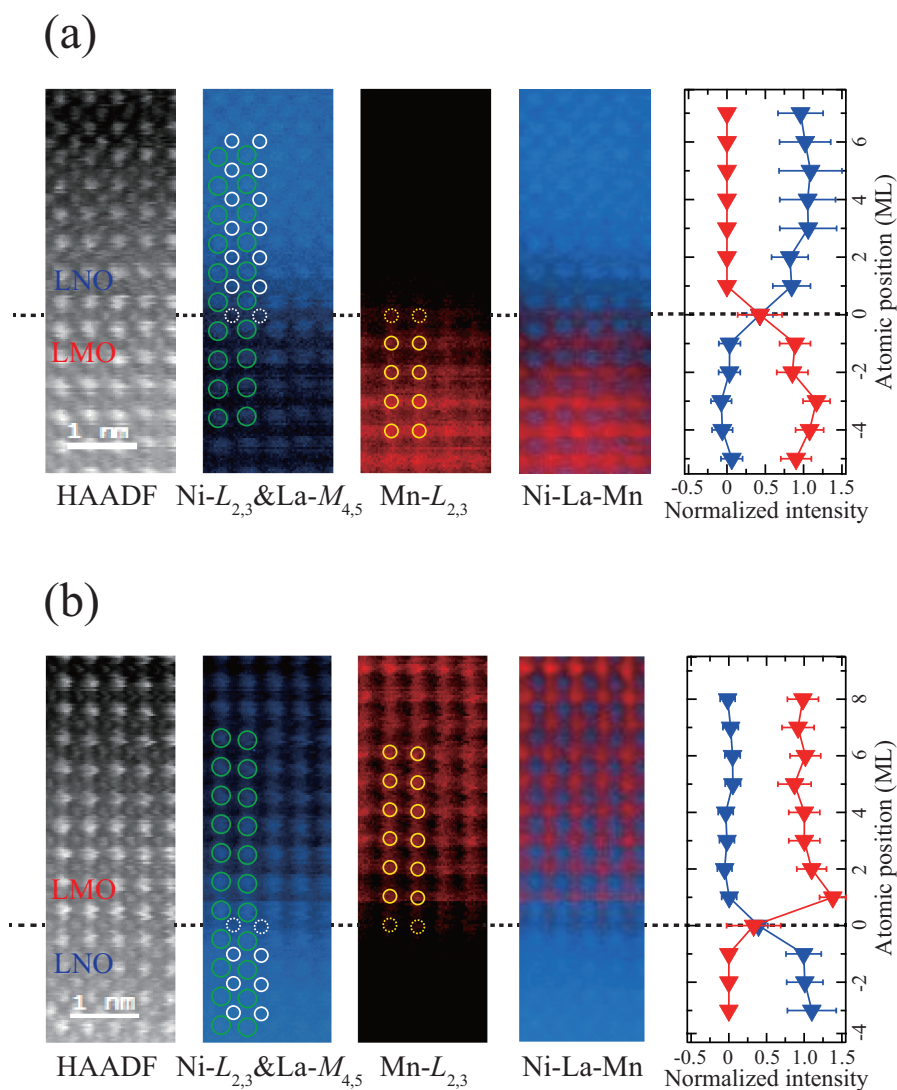 (a)
LNO
LMO
1 nm
HAADF
Ni-L2,3&La-M4,5
Mn-L2,3
Ni-La-Mn
6
4
2
0
-2
-4
Atomic position (ML)
-0.5 0 0.5 1.0 1.5
Normalized intensity
(b)
LMO
LNO
1 nm
HAADF
Ni-L2,3&La-M4,5
Mn-L2,3
Ni-La-Mn
8
6
4
2
0
-2
-4
Atomic position (ML)
-0.5 0 0.5 1.0 1.5
Normalized intensity